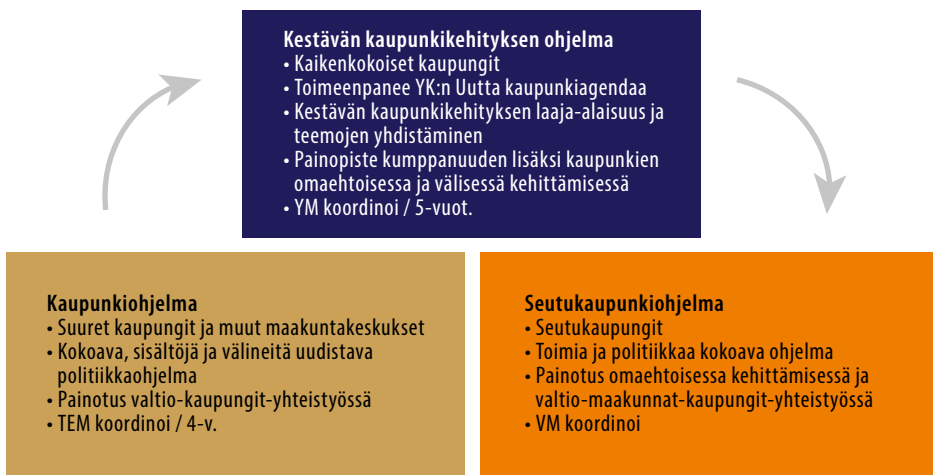 Kestävän kaupunkikehityksen ohjelma
• Kaikenkokoiset kaupungit
• Toimeenpanee YK:n Uutta kaupunkiagendaa
• Kestävän kaupunkikehityksen laaja-alaisuus ja
teemojen yhdistäminen
• Painopiste kumppanuuden lisäksi kaupunkien
omaehtoisessa ja välisessä kehittämisessä
• YM koordinoi / 5-vuot.
Kaupunkiohjelma
• Suuret kaupungit ja muut maakuntakeskukset
• Kokoava, sisältöjä ja välineitä uudistava
politiikkaohjelma
• Painotus valtio-kaupungit-yhteistyössä
• TEM koordinoi / 4-v.
Seutukaupunkiohjelma
• Seutukaupungit
• Toimia ja politiikkaa kokoava ohjelma
• Painotus omaehtoisessa kehittämisessä ja
valtio-maakunnat-kaupungit-yhteistyössä
• VM koordinoi